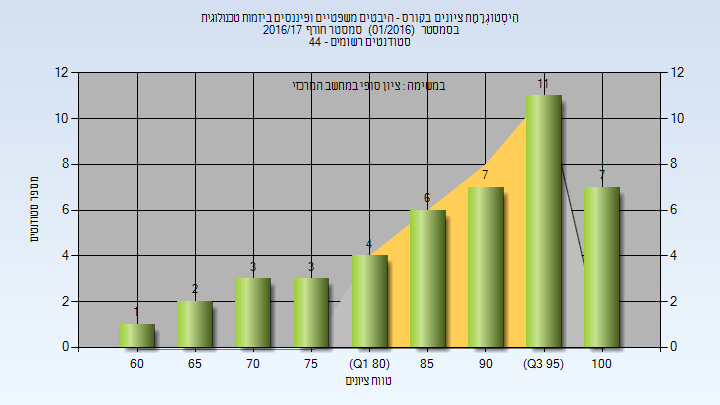 היסטוגרמת ציונים בקורס - היבטים משפטיים ופיננסים ביזמות טכנולוגית
בסמסטר (01/2016) סמסטר חורף 2016/17
סטודנטים רשומים - 44
במשימה : ציון סופי במחשב המרכזי
12 12
10 10
8 8
6 6
4 4
2 2
0 0
1 2 3 3 4 6 7 11 7
מספר סטודנטים
60 65 70 75 (Q1 80) 85 90 (Q3 95) 100
טווח ציונים